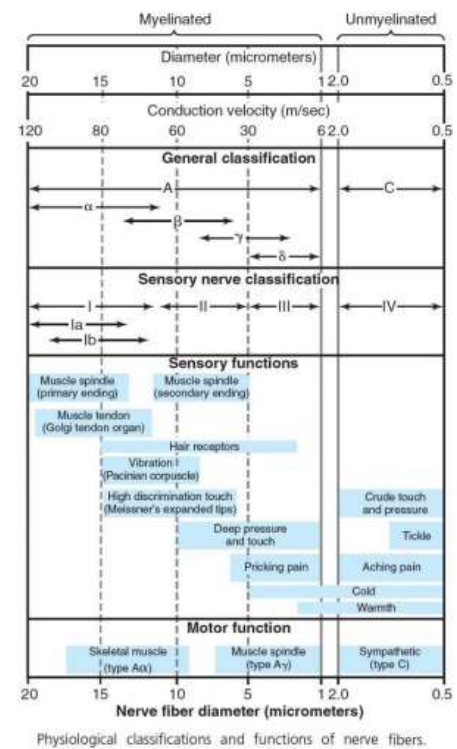 Myelinated Unmyelinated
Diameter (micrometers)
20 15 10 5 1 2.0 0.5
Conduction velocity (m/sec)
120 80 60 30 6 2.0 0.5
General classification
A C
α
β
γ
δ
Sensory nerve classification
I II III IV
Ia
Ib
Sensory functions
Muscle spindle Muscle spindle
(primary ending) (secondary ending)
Muscle tendon
(Golgi tendon organ)
Hair receptors
Vibration
(Pacinian corpuscle)
High discrimination touch Crude touch
(Meissner's expanded tips) and pressure
Deep pressure Tickle
and touch
Pricking pain Aching pain
Cold
Warmth
Motor function
Skeletal muscle Muscle spindle Sympathetic
(type Aα) (type Aγ) (type C)
20 15 10 5 1 2.0 0.5
Nerve fiber diameter (micrometers)
Physiological classifications and functions of nerve fibers.